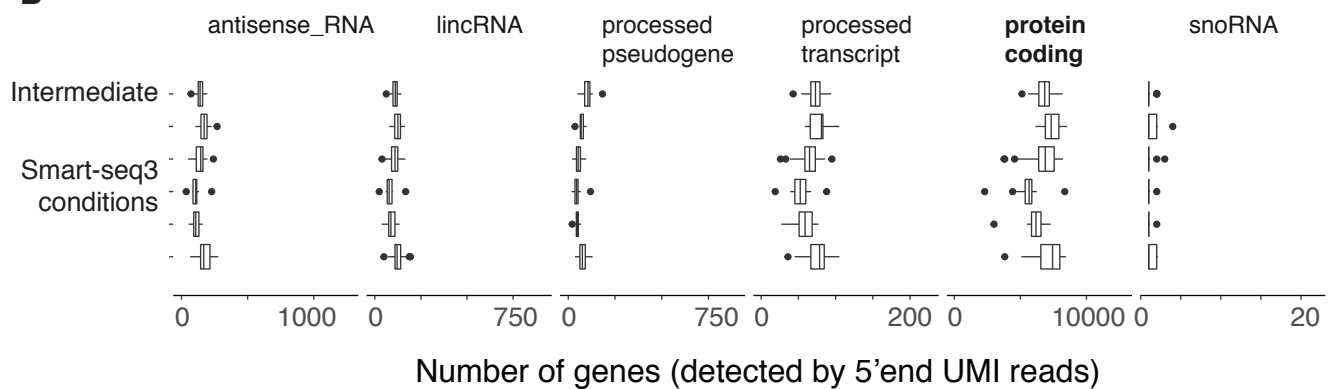 antisense_RNA lincRNA processed pseudogene processed transcript protein coding snoRNA
Intermediate
Smart-seq3
conditions
0 1000 0 750 0 750 0 200 0 10000 0 20
Number of genes (detected by 5'end UMI reads)